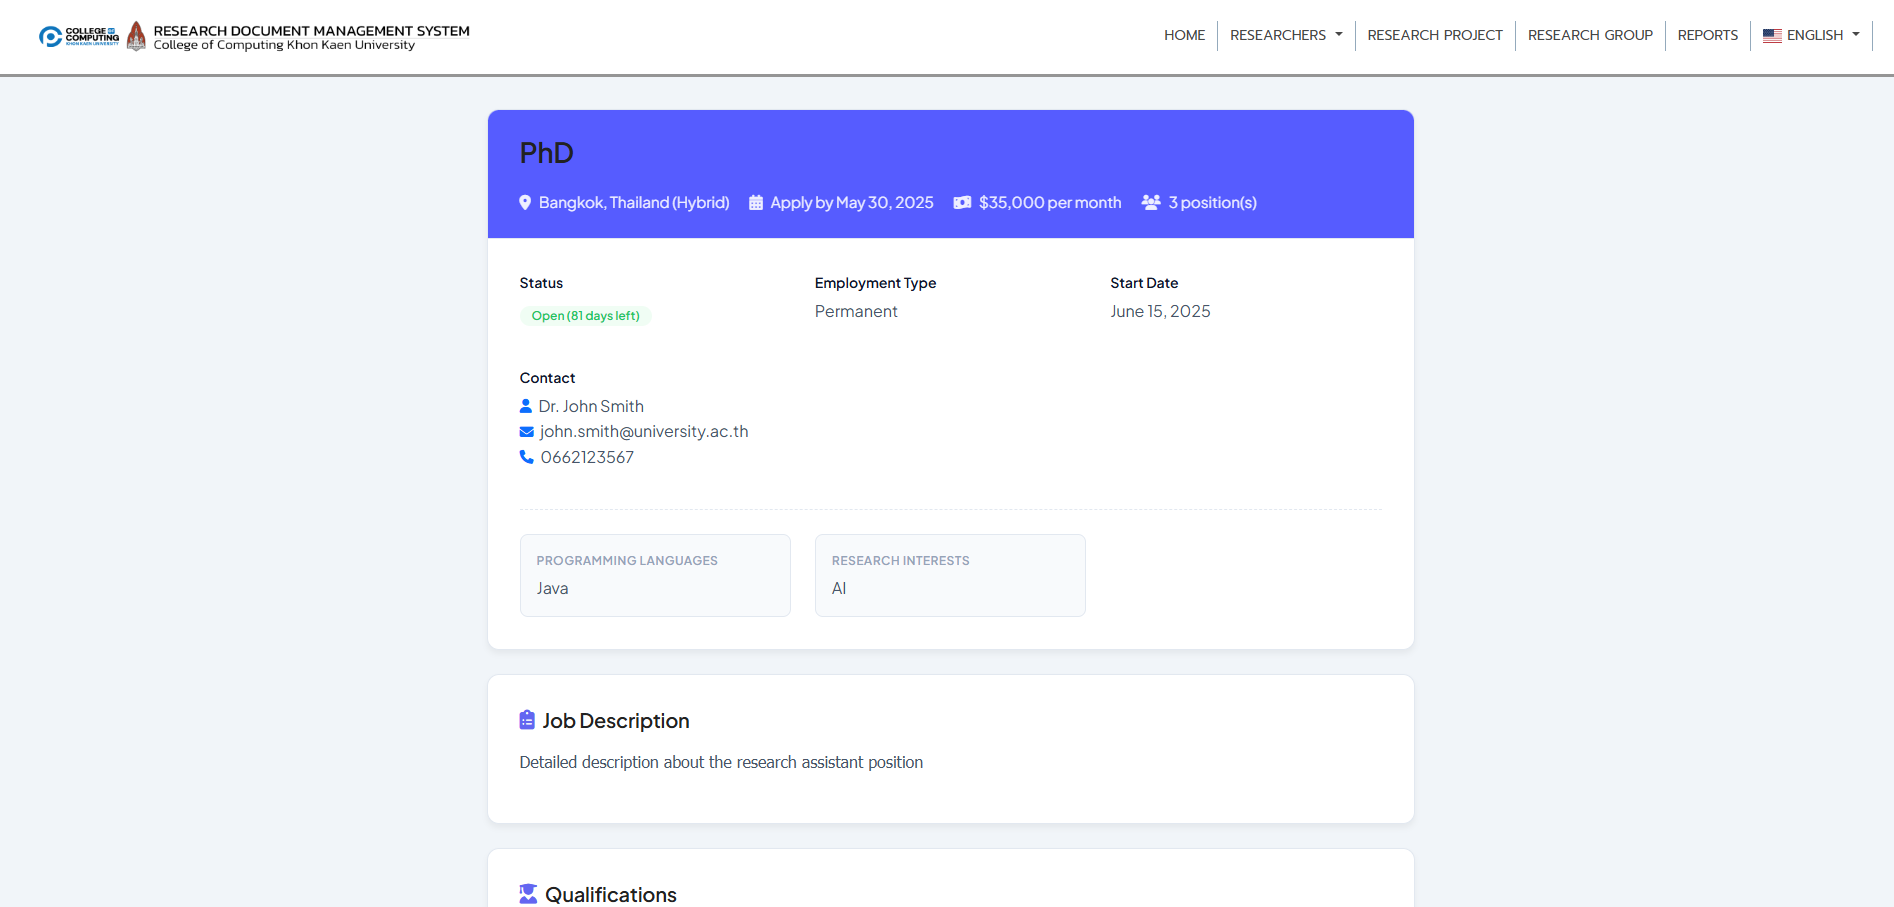 COLLEGE OF
COMPUTING
KHON KAEN UNIVERSITY
RESEARCH DOCUMENT MANAGEMENT SYSTEM
College of Computing Khon Kaen University
HOME
RESEARCHERS
RESEARCH PROJECT
RESEARCH GROUP
REPORTS
ENGLISH
PhD
Bangkok, Thailand (Hybrid) Apply by May 30, 2025 $35,000 per month 3 position(s)
Status
Open (81 days left)
Employment Type
Permanent
Start Date
June 15, 2025
Contact
Dr. John Smith
john.smith@university.ac.th
0662123567
PROGRAMMING LANGUAGES
Java
RESEARCH INTERESTS
AI
Job Description
Detailed description about the research assistant position
Qualifications